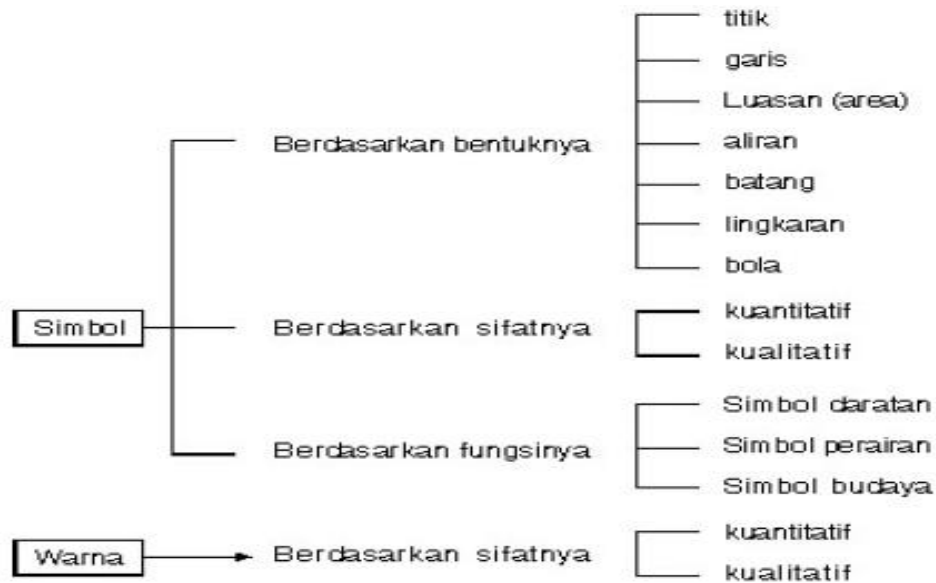 titik
garis
Luasan (area)
Berdasarkan bentuknya
aliran
batang
lingkaran
bola
Simbol
Berdasarkan sifatnya
kuantitatif
kualitatif
Berdasarkan fungsinya
Simbol daratan
Simbol perairan
Simbol budaya
Warna
Berdasarkan sifatnya
kuantitatif
kualitatif